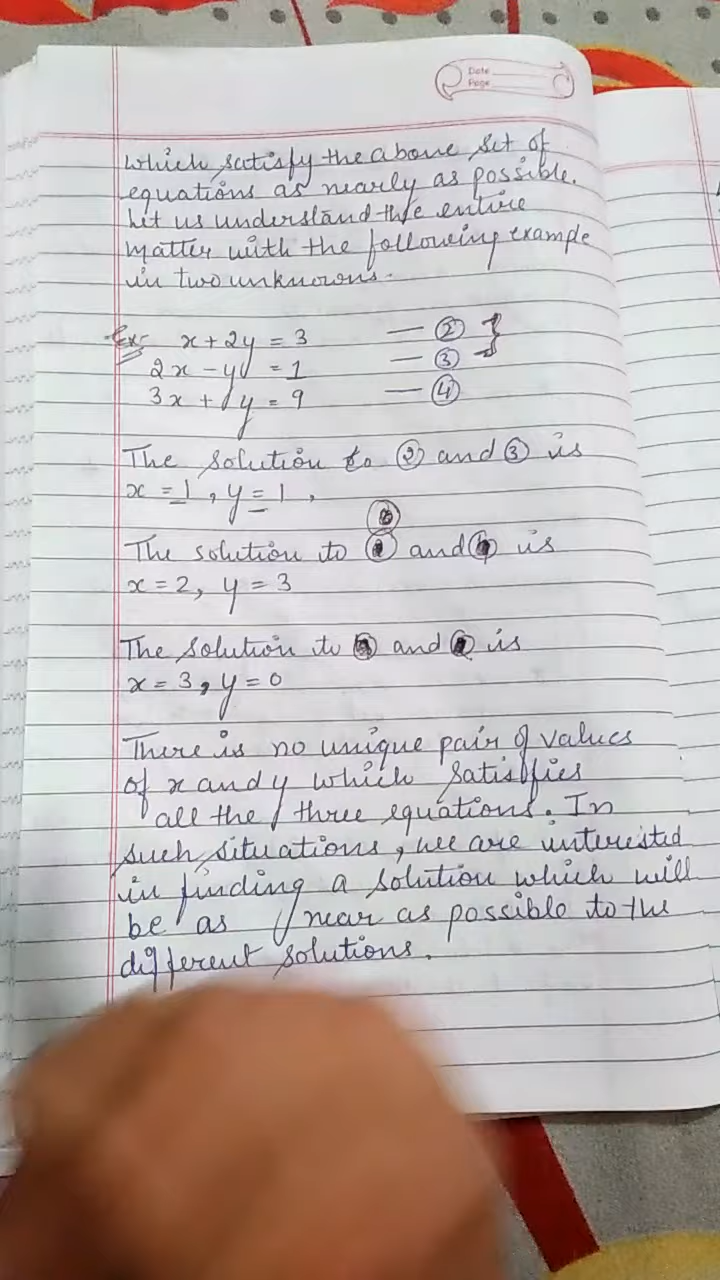 Date
Page
which satisfy the above set of
equations as nearly as possible.
Let us understand the entire
matter with the following example
in two unknowns.
Ex:- x + 2y = 3 — ②
2x - y = 1 — ③
3x + y = 9 — ④
The solution to ② and ③ is
x = 1, y = 1,
The solution to and is
x = 2, y = 3
The solution to and is
x = 3, y = 0
There is no unique pair of values
of x and y which satisfies
all the three equations. In
such situations, we are interested
in finding a solution which will
be as near as possible to the
different solutions.